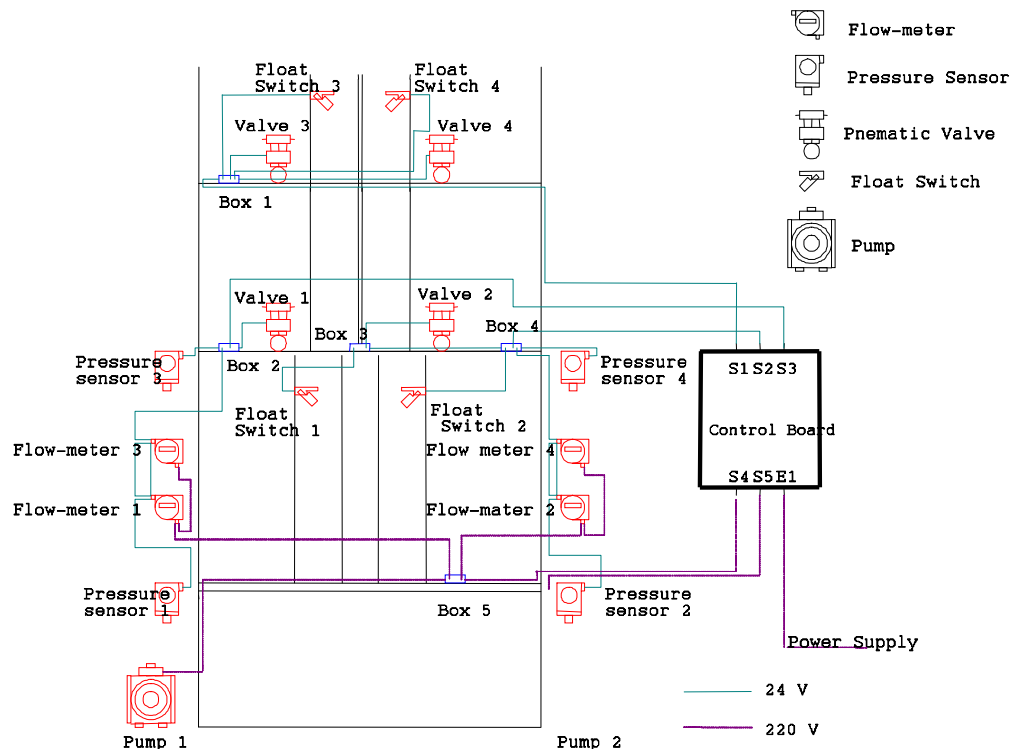 Flow-meter
Pressure Sensor
Pnematic Valve
Float Switch
Pump
Float
Switch 3
Float
Switch 4
Valve 3
Valve 4
Box 1
Valve 1
Valve 2
Box 3
Box 4
Pressure
sensor 3
Box 2
Pressure
sensor 4
S1 S2 S3
Float
Switch 1
Float
Switch 2
Control Board
Flow-meter 3
Flow meter 4
S4 S5 E1
Flow-meter 1
Flow-mater 2
Pressure
sensor 1
Box 5
Pressure
sensor 2
Power Supply
24 V
220 V
Pump 1
Pump 2